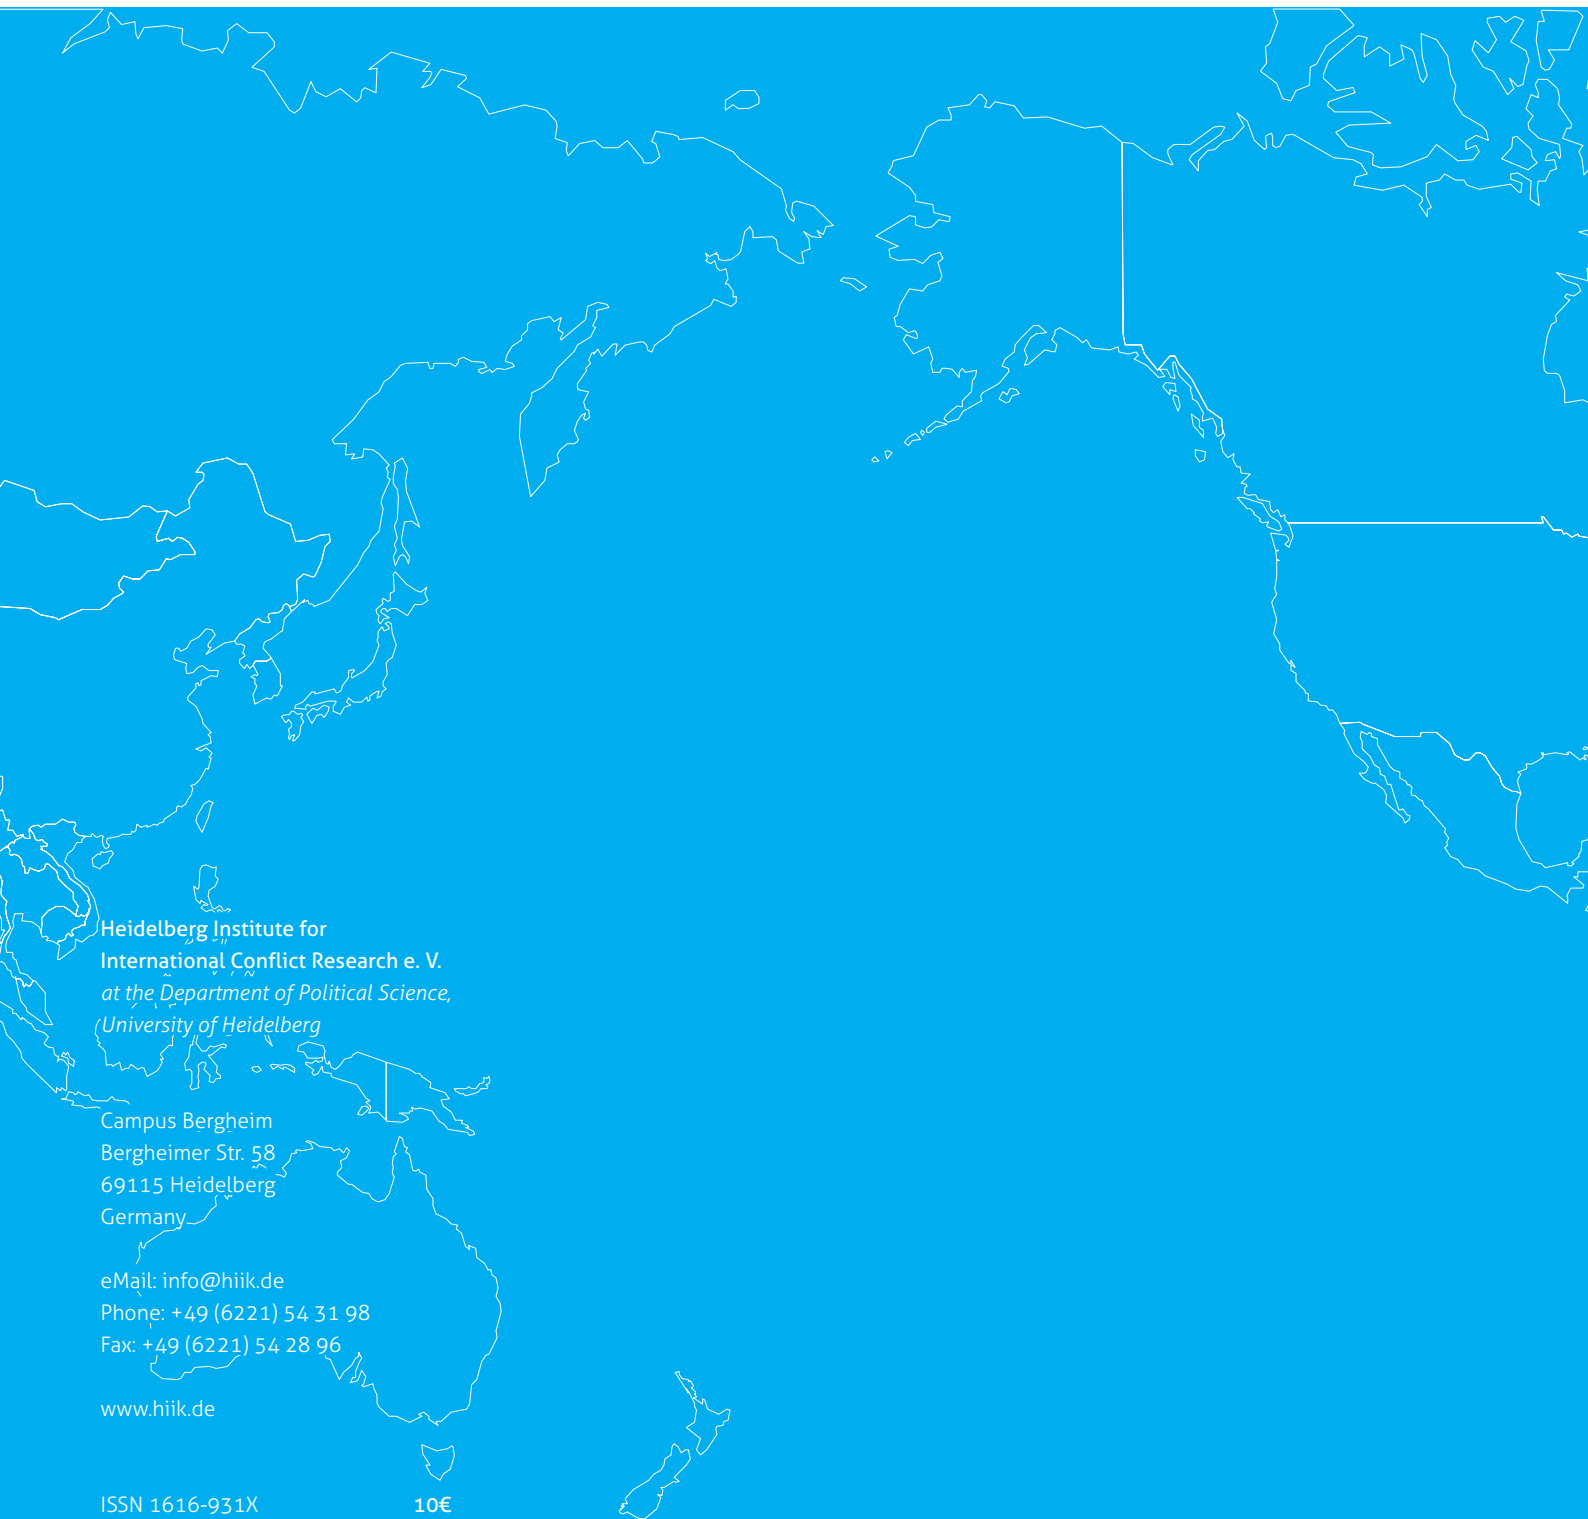 Heidelberg Institute for
International Conflict Research e. V.
at the Department of Political Science,
University of Heidelberg
Campus Bergheim
Bergheimer Str. 58
69115 Heidelberg
Germany
eMail: info@hiik.de
Phone: +49 (6221) 54 31 98
Fax: +49 (6221) 54 28 96
www.hiik.de
ISSN 1616-931X 10€